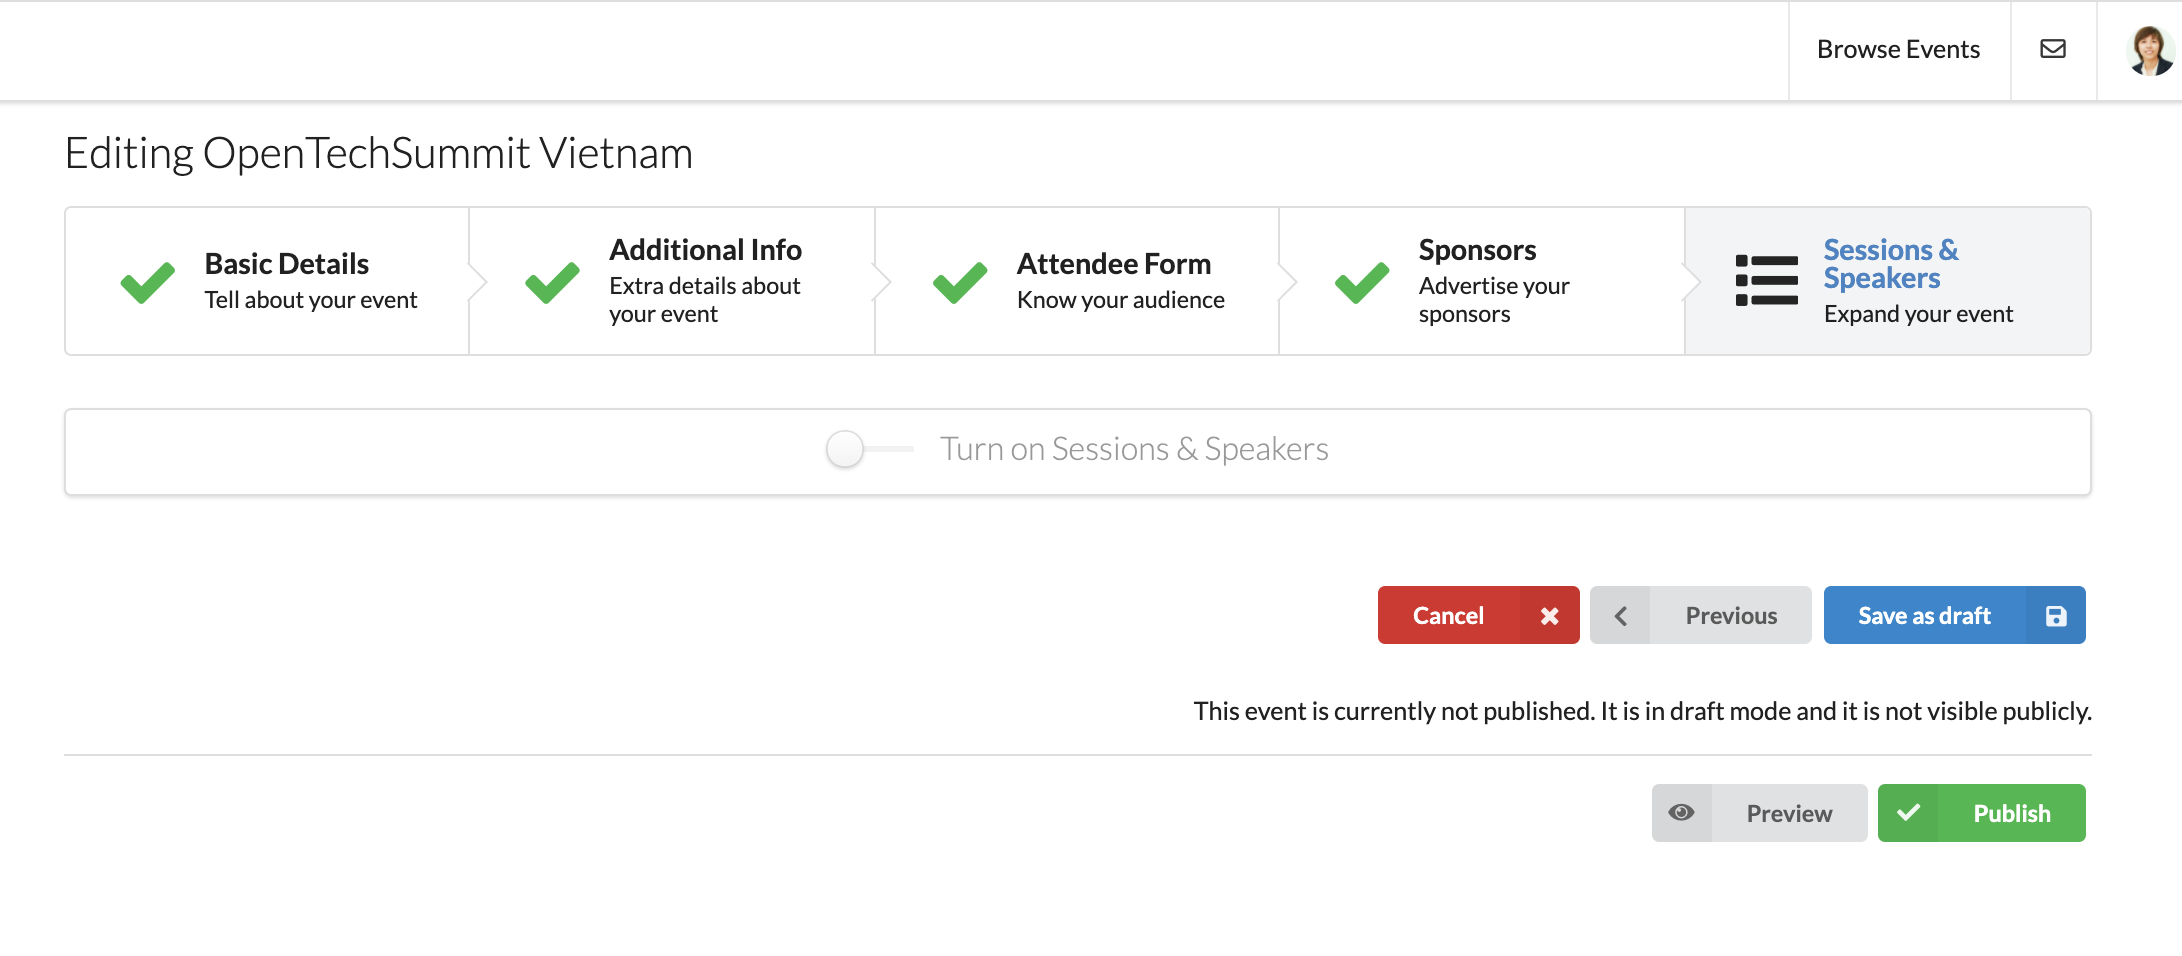 Browse Events
Editing OpenTechSummit Vietnam
Basic Details
Tell about your event
Additional Info
Extra details about
your event
Attendee Form
Know your audience
Sponsors
Advertise your
sponsors
Sessions &
Speakers
Expand your event
Turn on Sessions & Speakers
Cancel
Previous
Save as draft
This event is currently not published. It is in draft mode and it is not visible publicly.
Preview
Publish